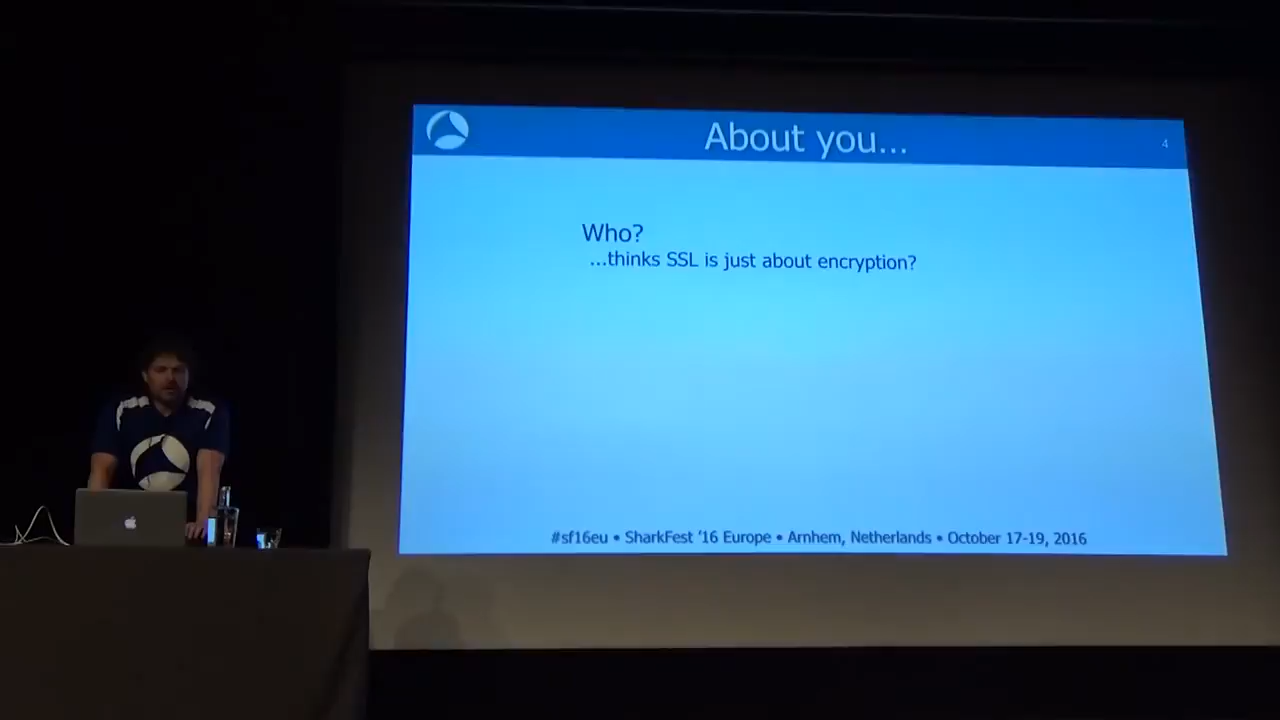 About you...
4
Who?
...thinks SSL is just about encryption?
#sf16eu • SharkFest '16 Europe • Arnhem, Netherlands • October 17-19, 2016